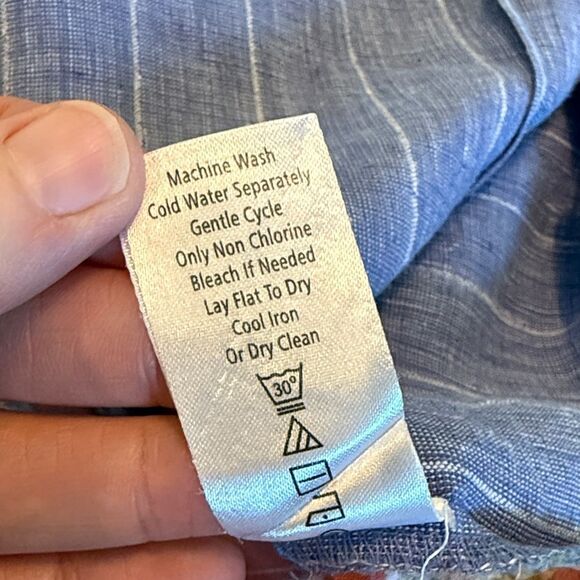 Machine Wash
Cold Water Separately
Gentle Cycle
Only Non Chlorine
Bleach If Needed
Lay Flat To Dry
Cool Iron
Or Dry Clean
30°